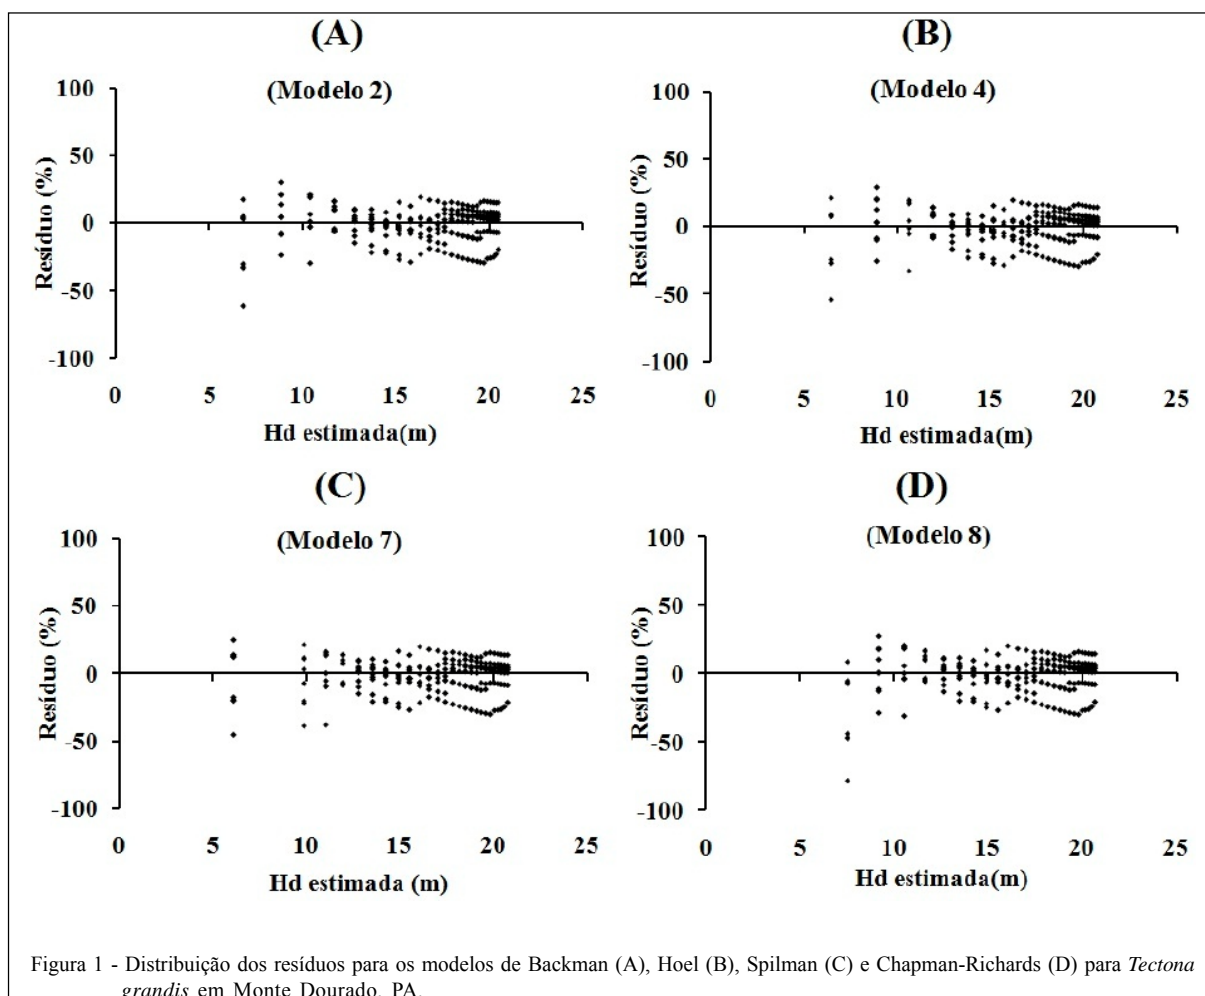 (A)
(Modelo 2)
100
50
0
-50
-100
Resíduo (%)
0 5 10 15 20 25
Hd estimada(m)
(B)
(Modelo 4)
100
50
0
-50
-100
Resíduo (%)
0 5 10 15 20 25
Hd estimada(m)
(C)
(Modelo 7)
100
50
0
-50
-100
Resíduo (%)
0 5 10 15 20 25
Hd estimada (m)
(D)
(Modelo 8)
100
50
0
-50
-100
Resíduo (%)
0 5 10 15 20 25
Hd estimada(m)
Figura 1 - Distribuição dos resíduos para os modelos de Backman (A), Hoel (B), Spilman (C) e Chapman-Richards (D) para Tectona
grandis em Monte Dourado, PA.